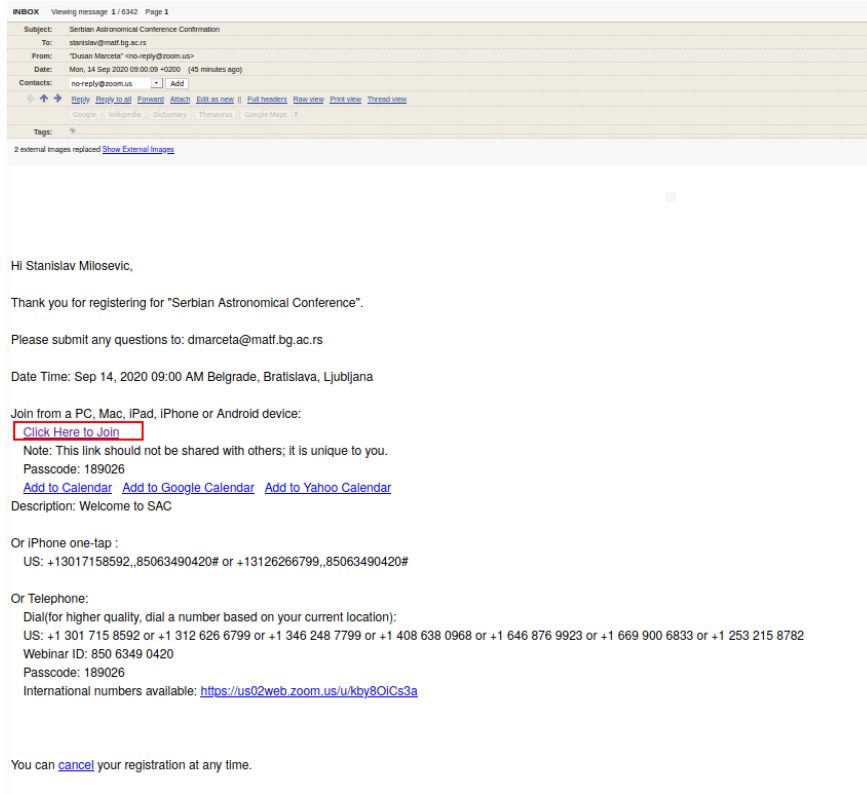 INBOX Viewing message 1 / 6342 Page 1
Subject: Serbian Astronomical Conference Confirmation
To: stanislav@matf.bg.ac.rs
From: "Dusan Marceta" <no-reply@zoom.us>
Date: Mon, 14 Sep 2020 09:00:09 +0200 (45 minutes ago)
Contacts: no-reply@zoom.us Add
Reply Reply to all Forward Attach Edit as new || Full headers Raw view Print view Thread view
Google Wikipedia Dictionary Thesaurus Google Maps ?
Tags:
2 external images replaced Show External Images
Hi Stanislav Milosevic,
Thank you for registering for "Serbian Astronomical Conference".
Please submit any questions to: dmarceta@matf.bg.ac.rs
Date Time: Sep 14, 2020 09:00 AM Belgrade, Bratislava, Ljubljana
Join from a PC, Mac, iPad, iPhone or Android device:
Click Here to Join
Note: This link should not be shared with others; it is unique to you.
Passcode: 189026
Add to Calendar Add to Google Calendar Add to Yahoo Calendar
Description: Welcome to SAC
Or iPhone one-tap :
US: +13017158592,,85063490420# or +13126266799,,85063490420#
Or Telephone:
Dial(for higher quality, dial a number based on your current location):
US: +1 301 715 8592 or +1 312 626 6799 or +1 346 248 7799 or +1 408 638 0968 or +1 646 876 9923 or +1 669 900 6833 or +1 253 215 8782
Webinar ID: 850 6349 0420
Passcode: 189026
International numbers available: https://us02web.zoom.us/u/kby8OiCs3a
You can cancel your registration at any time.